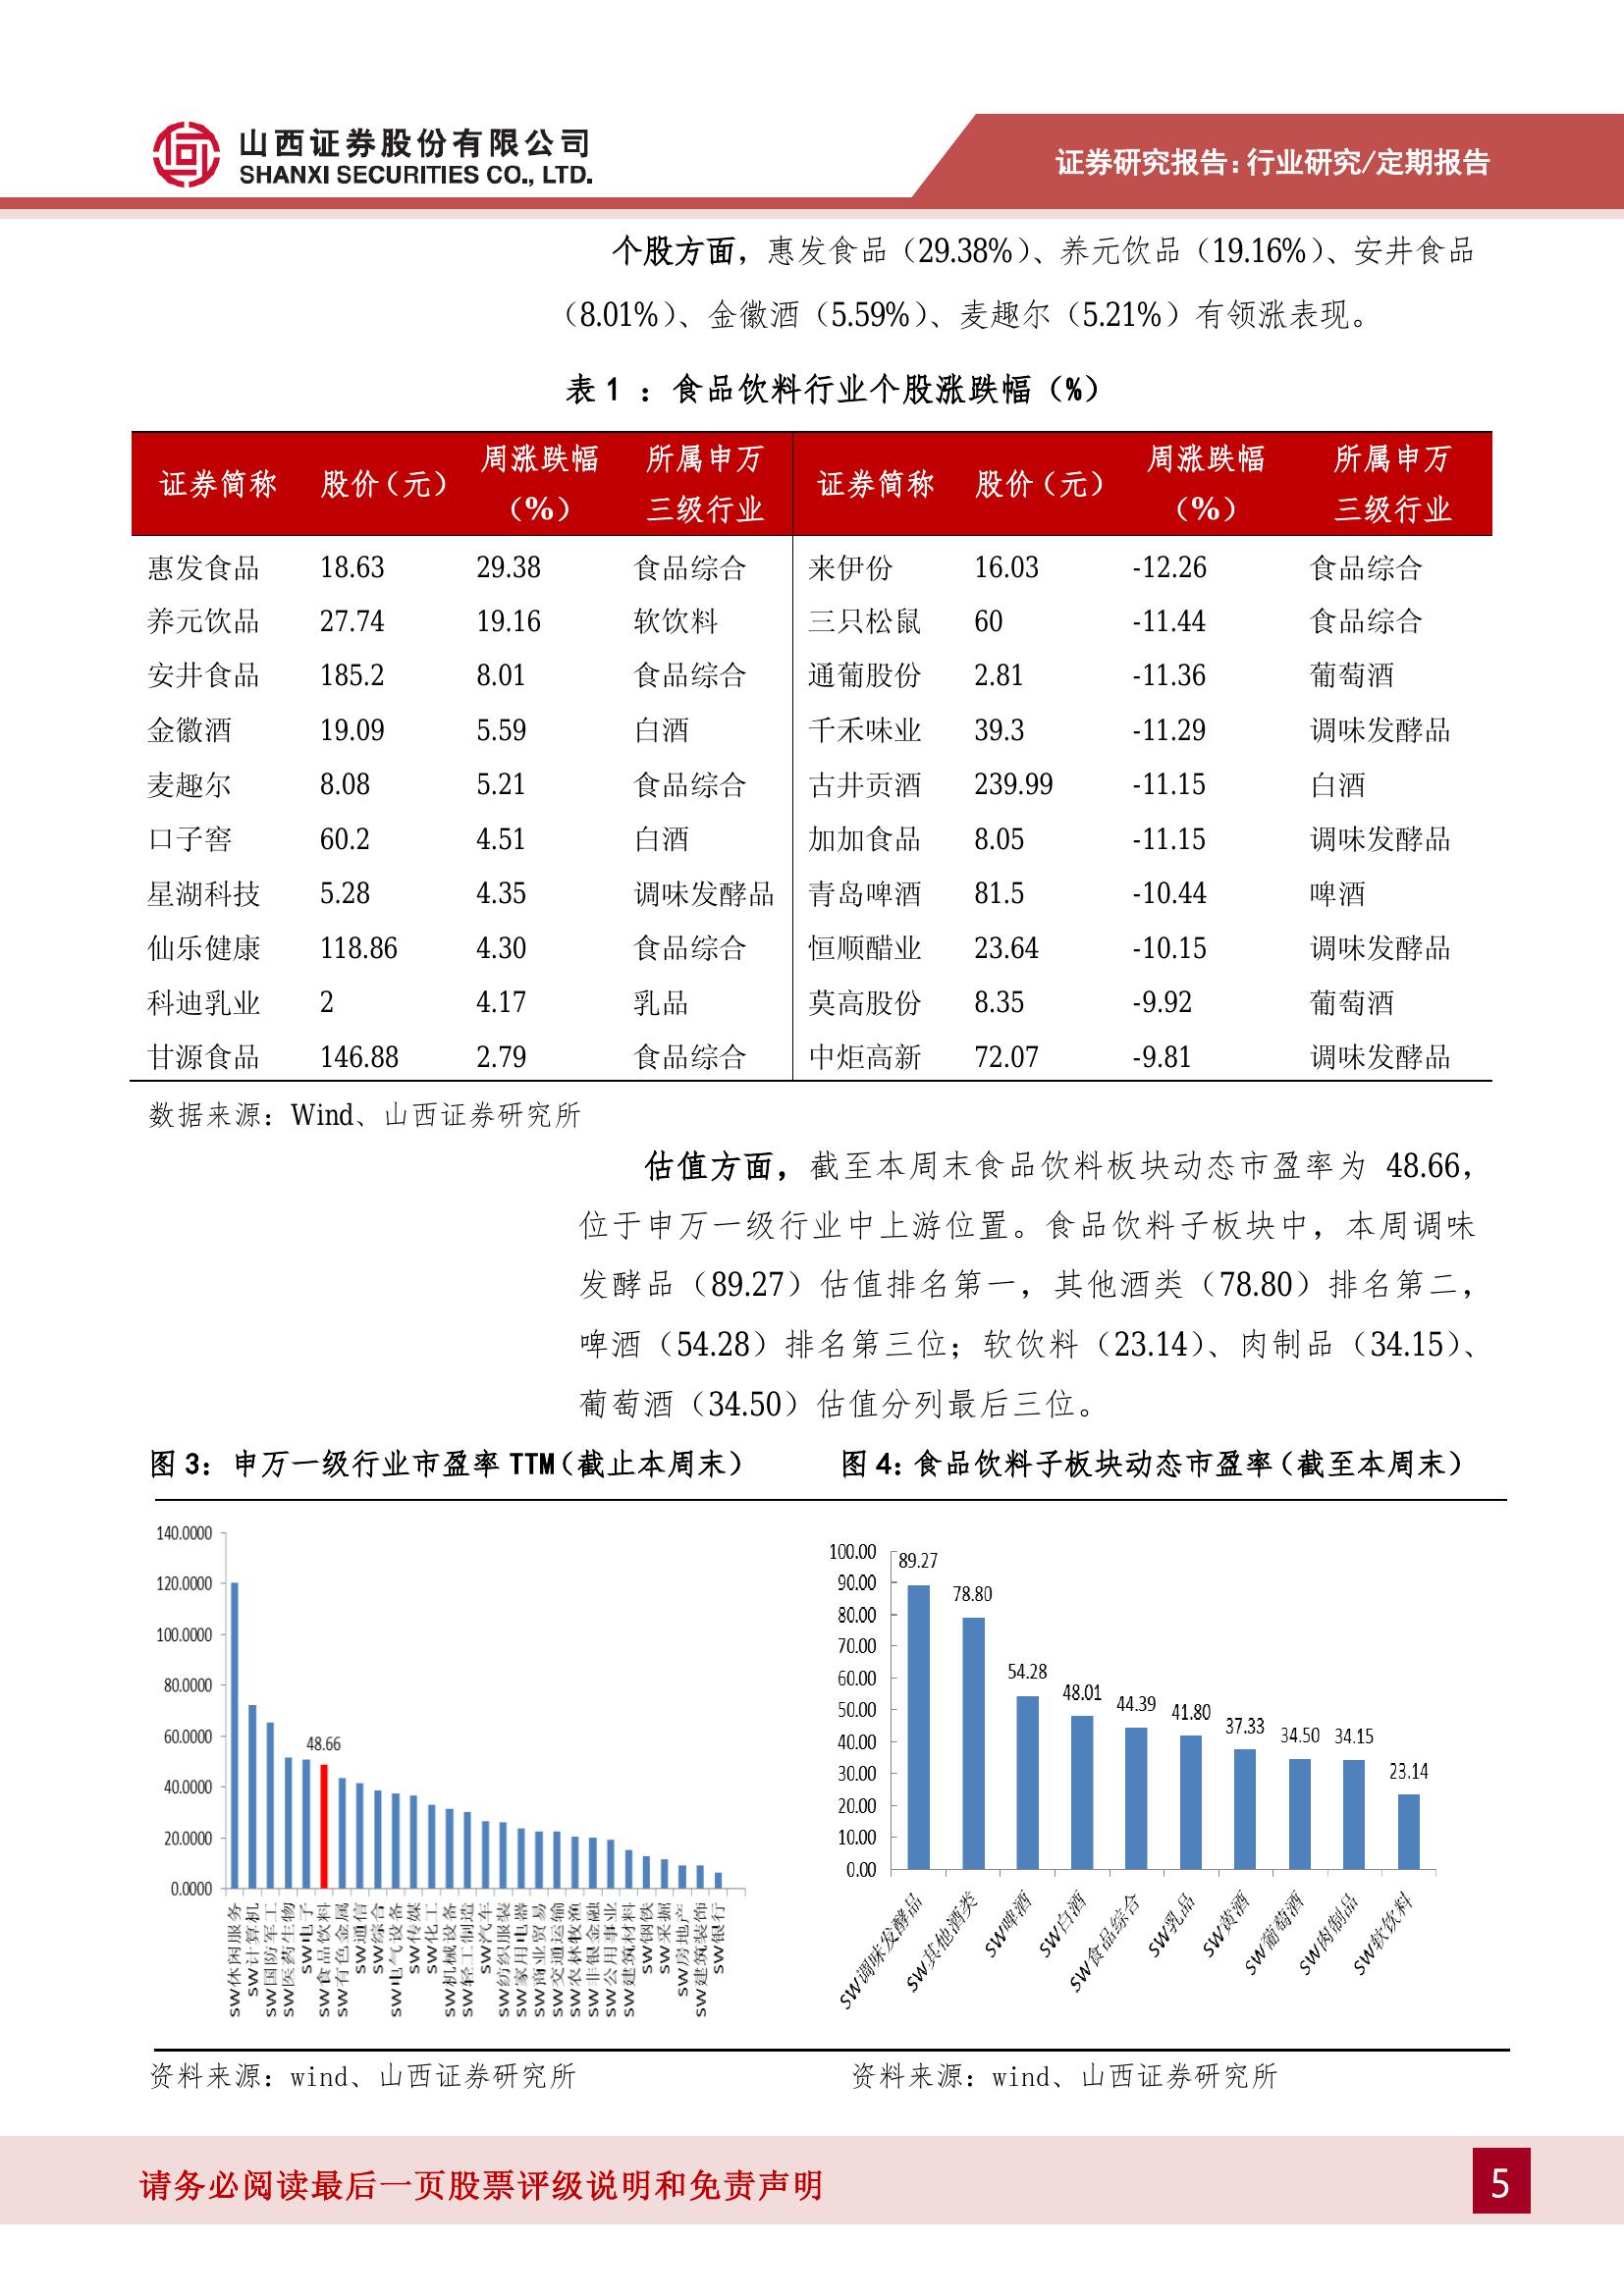 山西证券股份有限公司
SHANXI SECURITIES CO., LTD.
证券研究报告:行业研究/定期报告
个股方面，惠发食品（29.38%）、养元饮品（19.16%）、安井食品
（8.01%）、金徽酒（5.59%）、麦趣尔（5.21%）有领涨表现。
表 1 ：食品饮料行业个股涨跌幅（%）
证券简称 股价（元） 周涨跌幅（%） 所属申万三级行业 证券简称 股价（元） 周涨跌幅（%） 所属申万三级行业
惠发食品 18.63 29.38 食品综合 来伊份 16.03 -12.26 食品综合
养元饮品 27.74 19.16 软饮料 三只松鼠 60 -11.44 食品综合
安井食品 185.2 8.01 食品综合 通葡股份 2.81 -11.36 葡萄酒
金徽酒 19.09 5.59 白酒 千禾味业 39.3 -11.29 调味发酵品
麦趣尔 8.08 5.21 食品综合 古井贡酒 239.99 -11.15 白酒
口子窖 60.2 4.51 白酒 加加食品 8.05 -11.15 调味发酵品
星湖科技 5.28 4.35 调味发酵品 青岛啤酒 81.5 -10.44 啤酒
仙乐健康 118.86 4.30 食品综合 恒顺醋业 23.64 -10.15 调味发酵品
科迪乳业 2 4.17 乳品 莫高股份 8.35 -9.92 葡萄酒
甘源食品 146.88 2.79 食品综合 中炬高新 72.07 -9.81 调味发酵品
数据来源：Wind、山西证券研究所
估值方面，截至本周末食品饮料板块动态市盈率为 48.66，
位于申万一级行业中上游位置。食品饮料子板块中，本周调味
发酵品（89.27）估值排名第一，其他酒类（78.80）排名第二，
啤酒（54.28）排名第三位；软饮料（23.14）、肉制品（34.15）、
葡萄酒（34.50）估值分列最后三位。
图 3：申万一级行业市盈率 TTM（截止本周末）
140.0000
120.0000
100.0000
80.0000
60.0000
40.0000
20.0000
0.0000
48.66
SW休闲服务
SW计算机
SW国防军工
SW医药生物
SW电子
SW食品饮料
SW有色金属
SW通信
SW综合
SW电气设备
SW传媒
SW化工
SW机械设备
SW轻工制造
SW汽车
SW纺织服装
SW家用电器
SW商业贸易
SW交通运输
SW农林牧渔
SW非银金融
SW公用事业
SW建筑材料
SW钢铁
SW采掘
SW房地产
SW建筑装饰
SW银行
图 4：食品饮料子板块动态市盈率（截至本周末）
100.00
90.00
80.00
70.00
60.00
50.00
40.00
30.00
20.00
10.00
0.00
89.27
78.80
54.28
48.01
44.39
41.80
37.33
34.50
34.15
23.14
SW调味发酵品
SW其他酒类
SW啤酒
SW白酒
SW食品综合
SW乳品
SW黄酒
SW葡萄酒
SW肉制品
SW软饮料
资料来源：wind、山西证券研究所
资料来源：wind、山西证券研究所
请务必阅读最后一页股票评级说明和免责声明
5